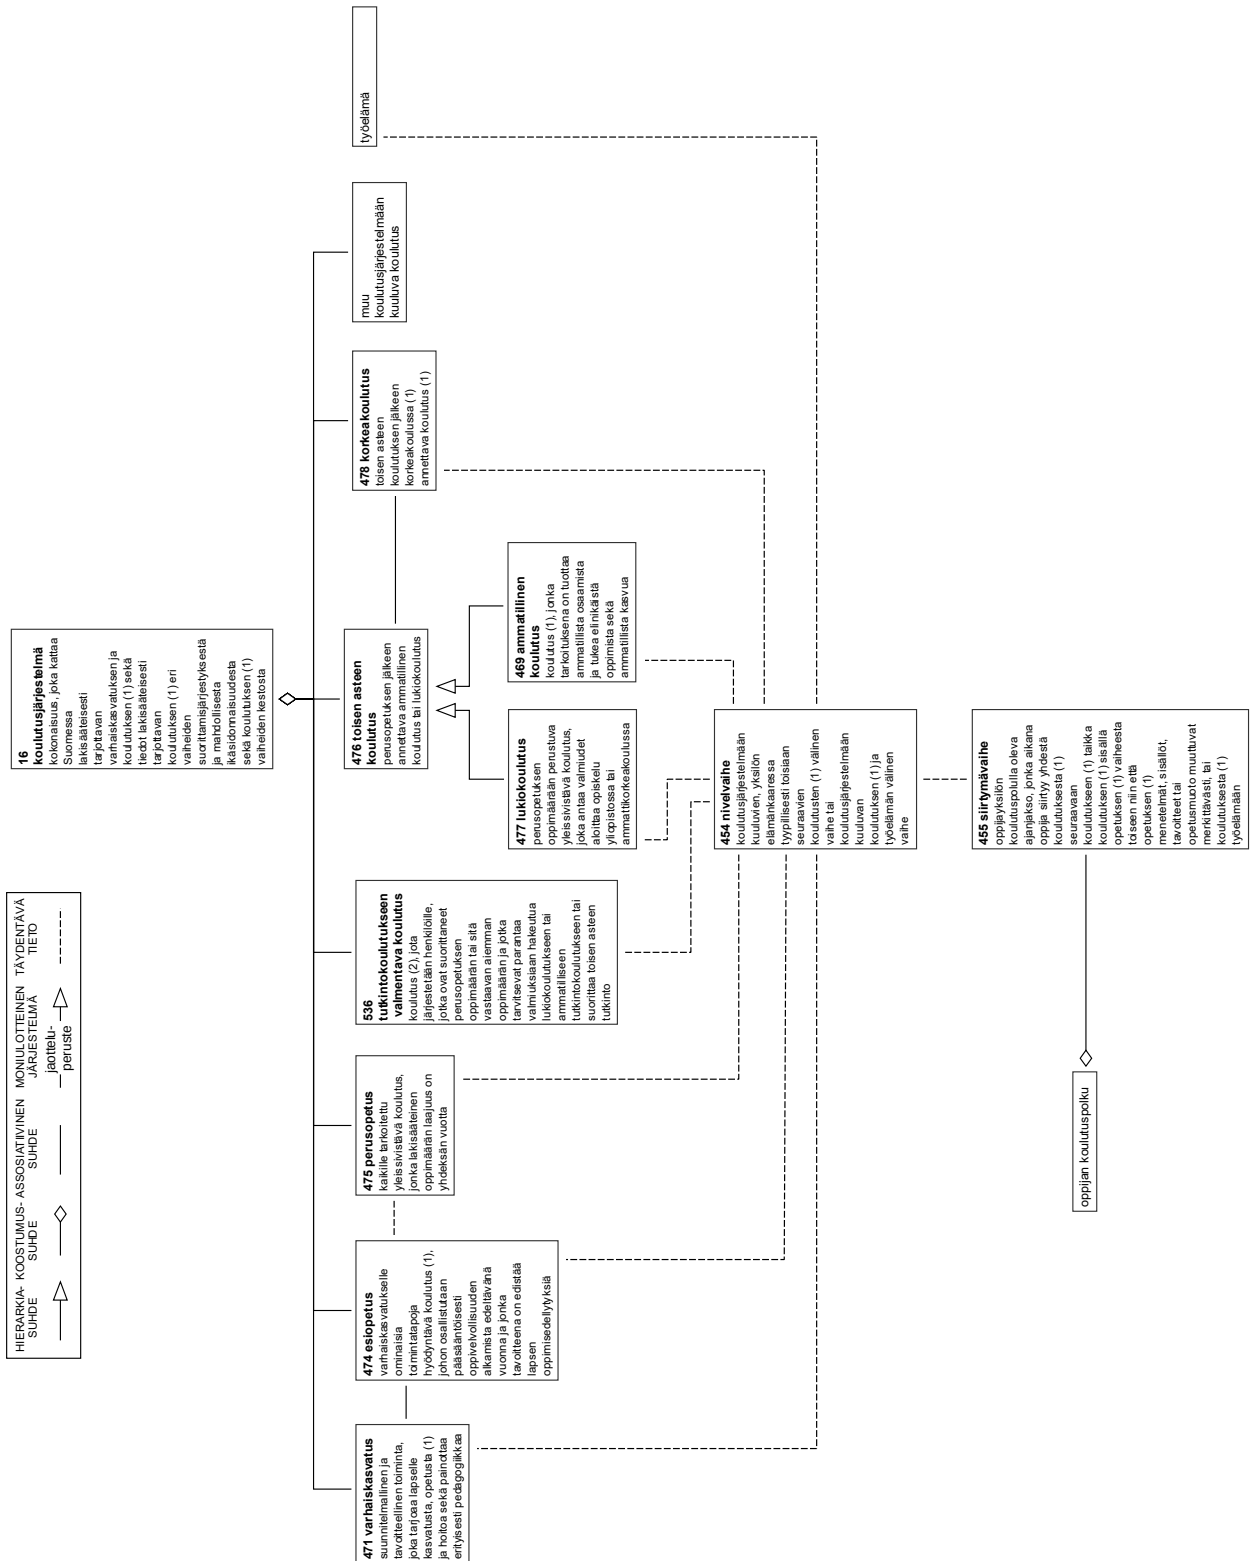 HIERARKIA- KOOSTUMUS- ASSOSIATIIVINEN MONIULOTTEINEN TÄYDENTÄVÄ
SUHDE SUHDE SUHDE JÄRJESTELMÄ TIETO
jaottelu-
peruste
16
koulutusjärjestelmä
kokonaisuus, joka kattaa
Suomessa
lakisääteisesti
tarjottavan
varhaiskasvatuksen ja
koulutuksen (1) sekä
tiedot lakisääteisesti
tarjottavan
koulutuksen (1) eri
vaiheiden
suorittamisjärjestyksestä
ja mahdollisesta
ikäsidonnaisuudesta
sekä koulutuksen (1)
vaiheiden kestosta
471 varhaiskasvatus
suunnitelmallinen ja
tavoitteellinen toiminta,
joka tarjoaa lapselle
kasvatusta, opetusta (1)
ja hoitoa sekä painottaa
erityisesti pedagogiikkaa
474 esiopetus
varhaiskasvatukselle
ominaisia
toimintatapoja
hyödyntävä koulutus (1),
johon osallistutaan
pääsääntöisesti
oppivelvollisuuden
alkamista edeltävänä
vuonna ja jonka
tavoitteena on edistää
lapsen
oppimisedellytyksiä
475 perusopetus
kaikille tarkoitettu
yleissivistävä koulutus,
jonka lakisääteinen
oppimäärän laajuus on
yhdeksän vuotta
536
tutkintokoulutukseen
valmentava koulutus
koulutus (2), jota
järjestetään henkilöille,
jotka ovat suorittaneet
perusopetuksen
oppimäärän tai sitä
vastaavan aiemman
oppimäärän ja jotka
tarvitsevat parantaa
valmiuksiaan hakeutua
lukiokoulutukseen tai
ammatilliseen
tutkintokoulutukseen tai
suorittaa toisen asteen
tutkinto
476 toisen asteen
koulutus
perusopetuksen jälkeen
annettava ammatillinen
koulutus tai lukiokoulutus
478 korkeakoulutus
toisen asteen
koulutuksen jälkeen
korkeakoulussa (1)
annettava koulutus (1)
muu
koulutusjärjestelmään
kuuluva koulutus
työelämä
477 lukiokoulutus
perusopetuksen
oppimäärään perustuva
yleissivistävä koulutus,
joka antaa valmiudet
aloittaa opiskelu
yliopistossa tai
ammattikorkeakoulussa
469 ammatillinen
koulutus
koulutus (1), jonka
tarkoituksena on tuottaa
ammatillista osaamista
ja tukea elinikäistä
oppimista sekä
ammatillista kasvua
454 nivelvaihe
koulutusjärjestelmään
kuuluvien, yksilön
elämänkaaressa
tyypillisesti toisiaan
seuraavien
koulutusten (1) välinen
vaihe tai
koulutusjärjestelmään
kuuluvan
koulutuksen (1) ja
työelämän välinen
vaihe
455 siirtymävaihe
oppijayksilön
koulutuspolulla oleva
ajanjakso, jonka aikana
oppija siirtyy yhdestä
koulutuksesta (1)
seuraavaan
koulutukseen (1) taikka
koulutuksen (1) sisällä
opetuksen (1) vaiheesta
toiseen niin että
opetuksen (1)
menetelmät, sisällöt,
tavoitteet tai
opetusmuoto muuttuvat
merkittävästi, tai
koulutuksesta (1)
työelämään
oppijan koulutuspolku